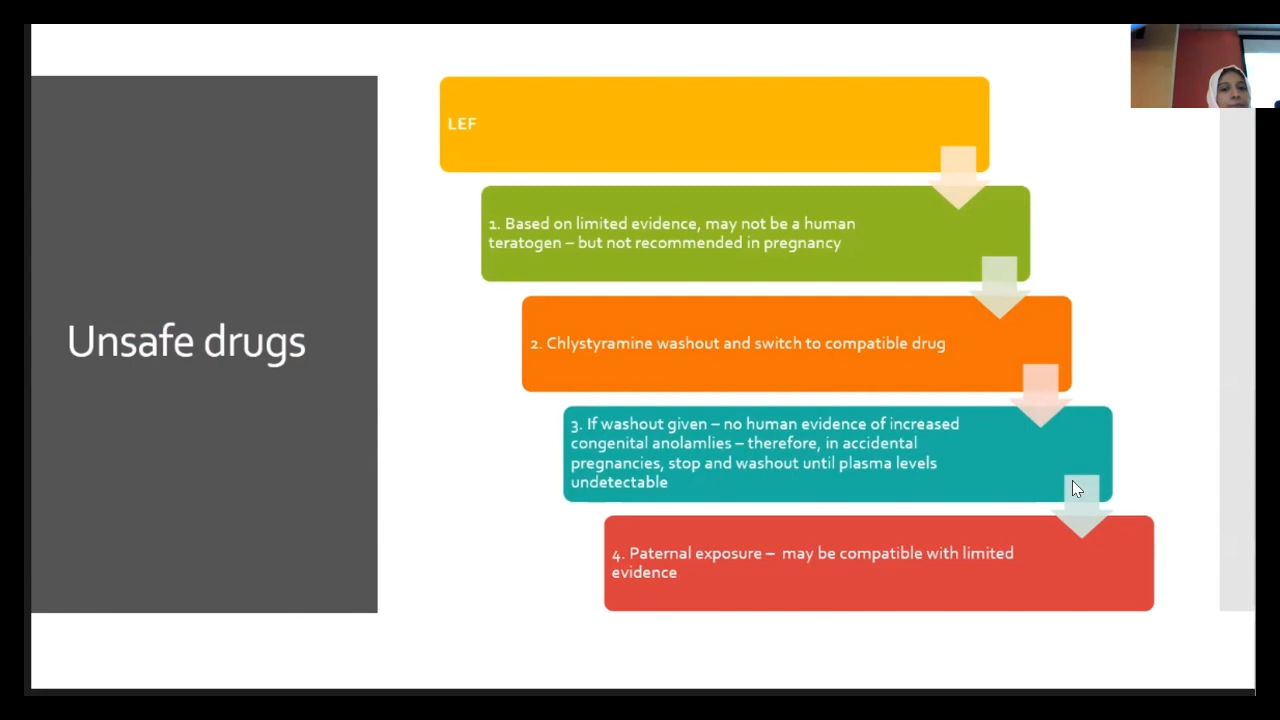 Unsafe drugs
LEF
1. Based on limited evidence, may not be a human
teratogen – but not recommended in pregnancy
2. Chlystyramine washout and switch to compatible drug
3. If washout given – no human evidence of increased
congenital anolamlies – therefore, in accidental
pregnancies, stop and washout until plasma levels
undetectable
4. Paternal exposure – may be compatible with limited
evidence